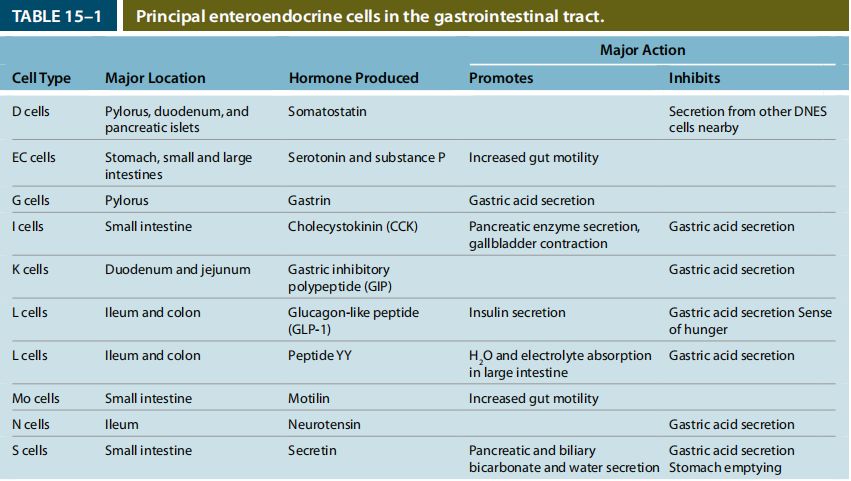 TABLE 15–1 Principal enteroendocrine cells in the gastrointestinal tract.
Major Action
Cell Type Major Location Hormone Produced Promotes Inhibits
D cells Pylorus, duodenum, and Somatostatin Secretion from other DNES
pancreatic islets cells nearby
EC cells Stomach, small and large Serotonin and substance P Increased gut motility
intestines
G cells Pylorus Gastrin Gastric acid secretion
I cells Small intestine Cholecystokinin (CCK) Pancreatic enzyme secretion, Gastric acid secretion
gallbladder contraction
K cells Duodenum and jejunum Gastric inhibitory Gastric acid secretion
polypeptide (GIP)
L cells Ileum and colon Glucagon-like peptide Insulin secretion Gastric acid secretion Sense
(GLP-1) of hunger
L cells Ileum and colon Peptide YY H₂O and electrolyte absorption Gastric acid secretion
in large intestine
Mo cells Small intestine Motilin Increased gut motility
N cells Ileum Neurotensin Gastric acid secretion
S cells Small intestine Secretin Pancreatic and biliary Gastric acid secretion
bicarbonate and water secretion Stomach emptying